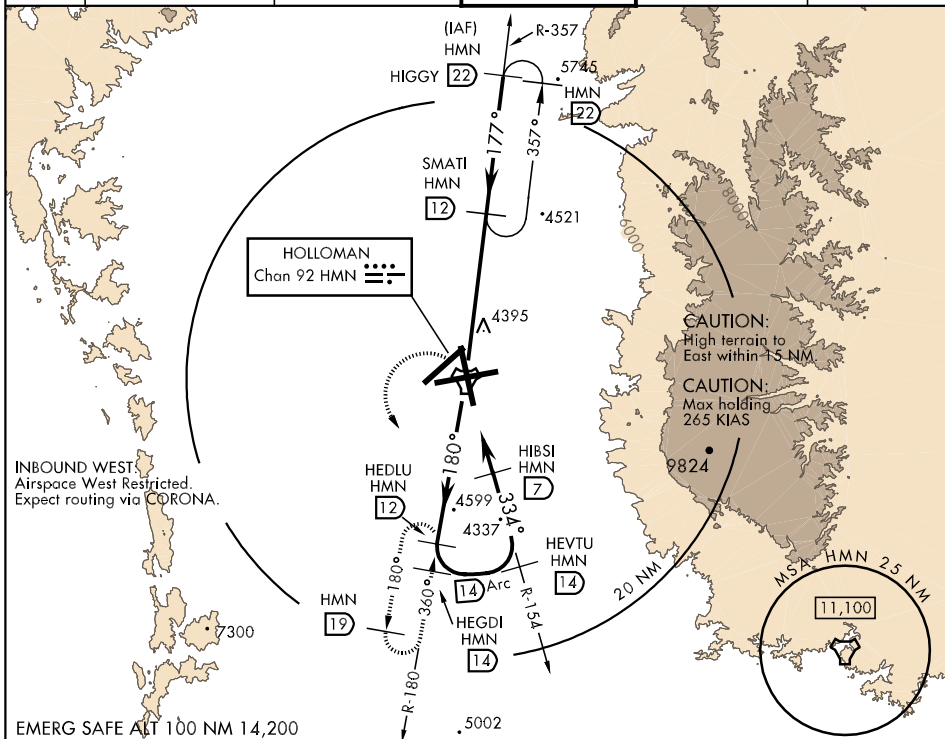 (IAF)
HMN
HIGGY 22
R-357
5745
HMN
22
177°
357°
SMATI
HMN
12
4521
6000
8000
HOLLOMAN
Chan 92 HMN
4395
CAUTION:
High terrain to
East within 15 NM.
CAUTION:
Max holding
265 KIAS
9824
INBOUND WEST:
Airspace West Restricted.
Expect routing via CORONA.
180°
HIBSI
HMN
7
HEDLU
HMN
12
4599
4337
334°
HEVTU
HMN
14
14 Arc
180°
360°
HMN
19
HEGDI
HMN
14
R-154
20 NM
7300
R-180
5002
MSA HMN 25 NM
11,100
EMERG SAFE ALT 100 NM 14,200